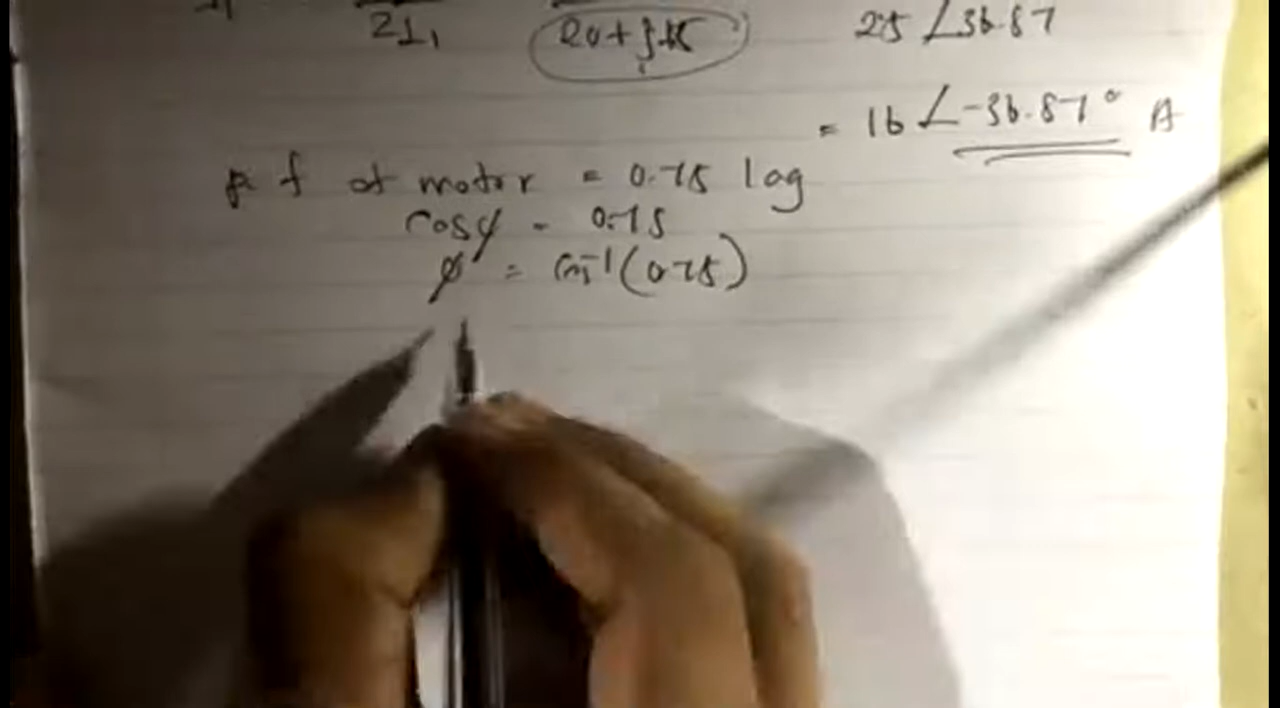 2I₁ 20+j15 25 ∠36.87
= 16 ∠-36.87° A
p f of motor = 0.75 lag
cosφ = 0.75
φ = cos⁻¹(0.75)